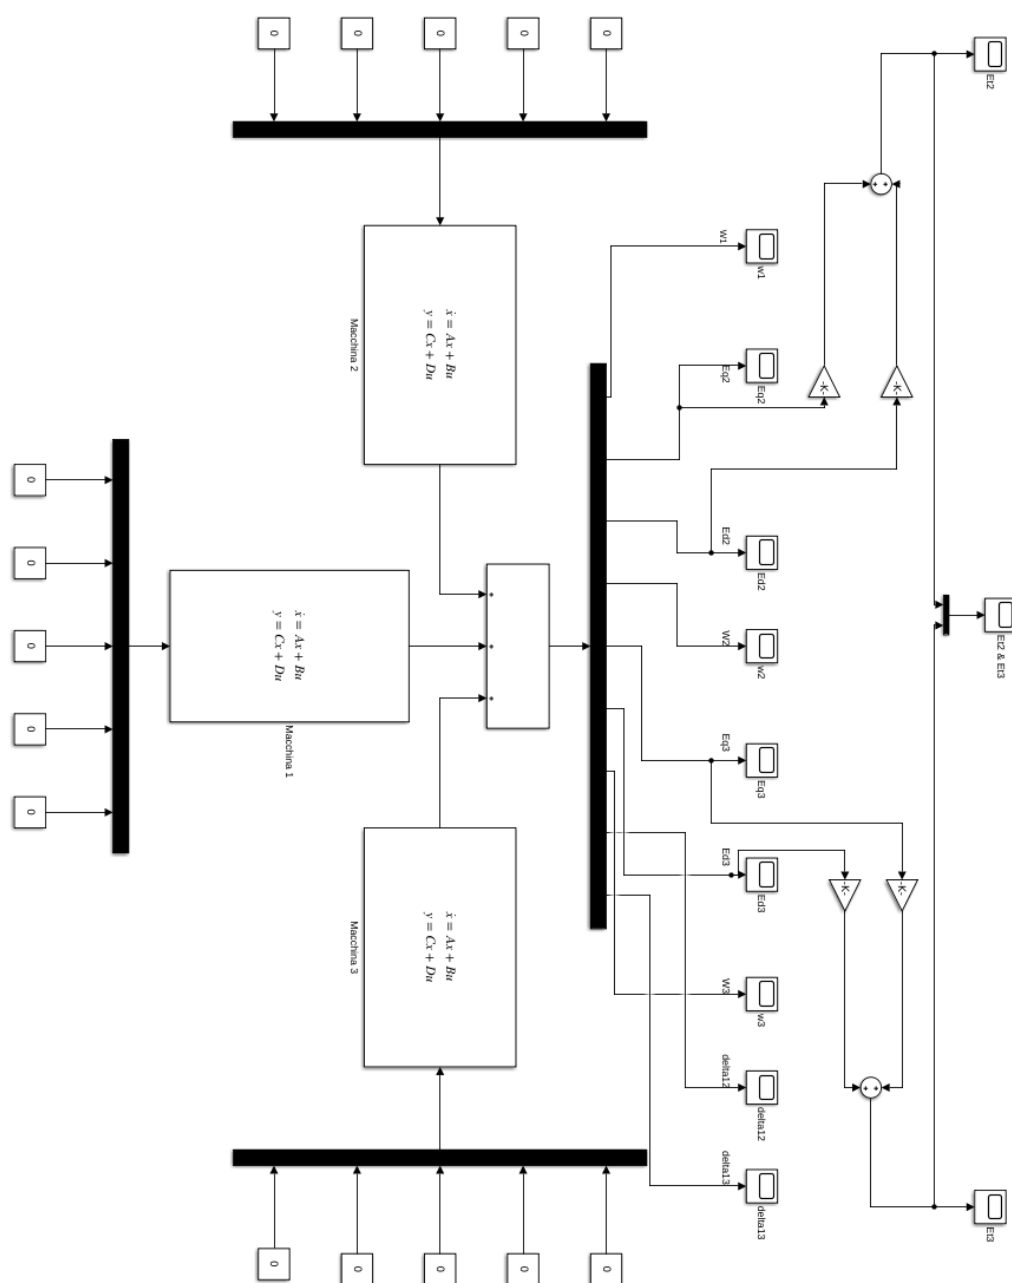 0
0
0
0
0
Et2
W1
w1
ẋ = Ax + Bu
y = Cx + Du
Macchina 2
Eq2
Eq2
-K-
-K-
Ed2
Ed2
0
0
0
0
0
ẋ = Ax + Bu
y = Cx + Du
Macchina 1
+
+
+
W2
w2
Et2 & Et3
Eq3
Eq3
Ed3
Ed3
-K-
-K-
ẋ = Ax + Bu
y = Cx + Du
Macchina 3
W3
w3
delta12
delta12
delta13
delta13
+ +
+ +
Et3
0
0
0
0
0